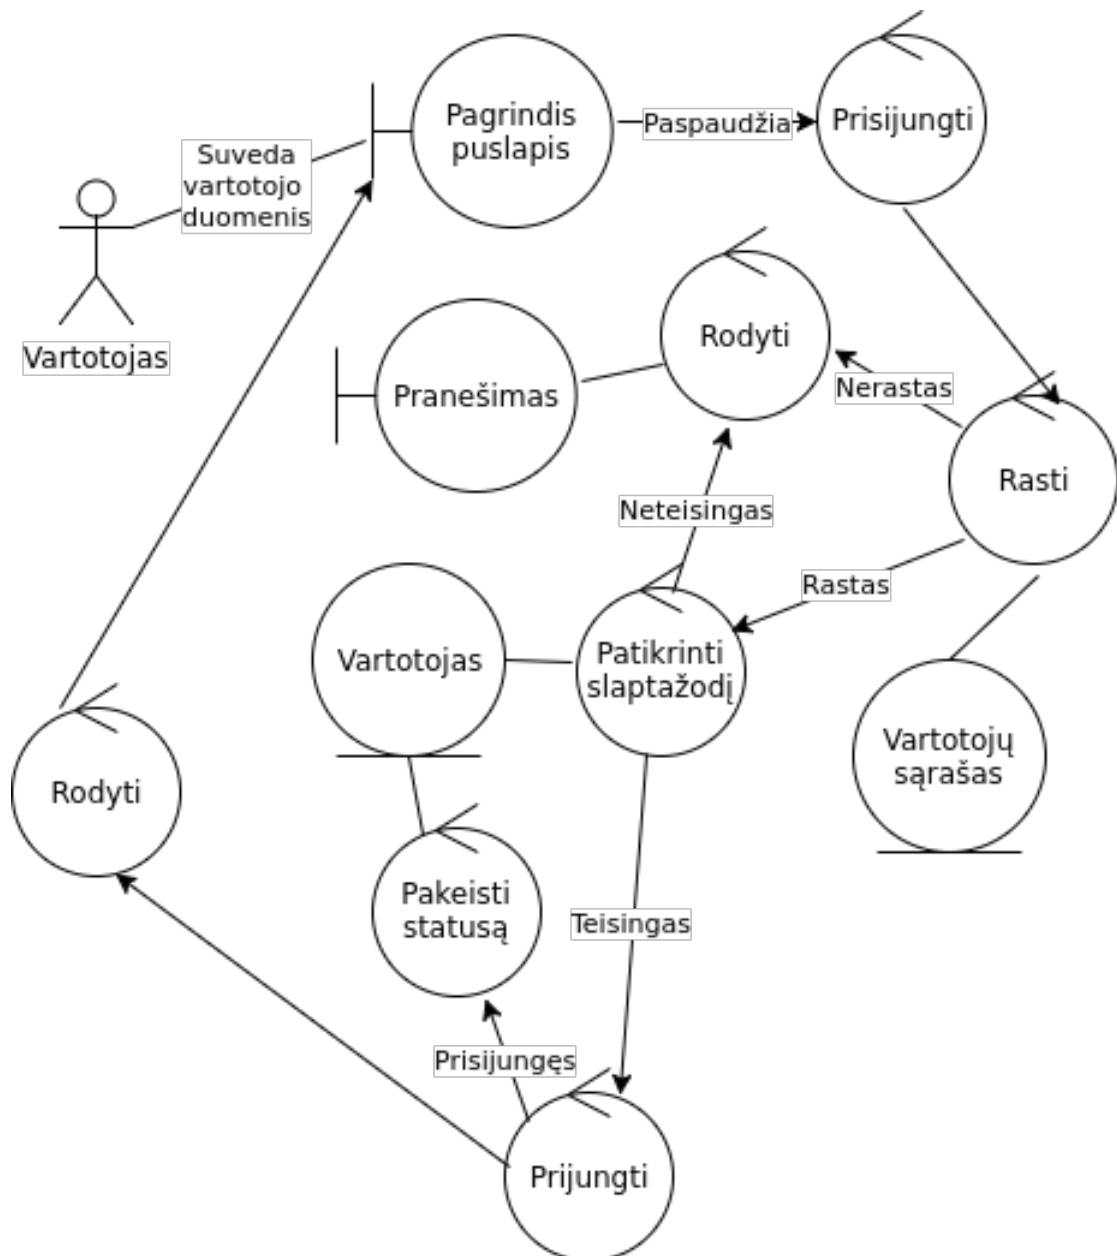 Pagrindis
puslapis
Paspaudžia
Prisijungti
Suveda
vartotojo
duomenis
Vartotojas
Rodyti
Pranešimas
Nerastas
Rasti
Neteisingas
Rastas
Vartotojas
Patikrinti
slaptažodį
Vartotojų
sąrašas
Rodyti
Pakeisti
statusą
Teisingas
Prisijungęs
Prijungti